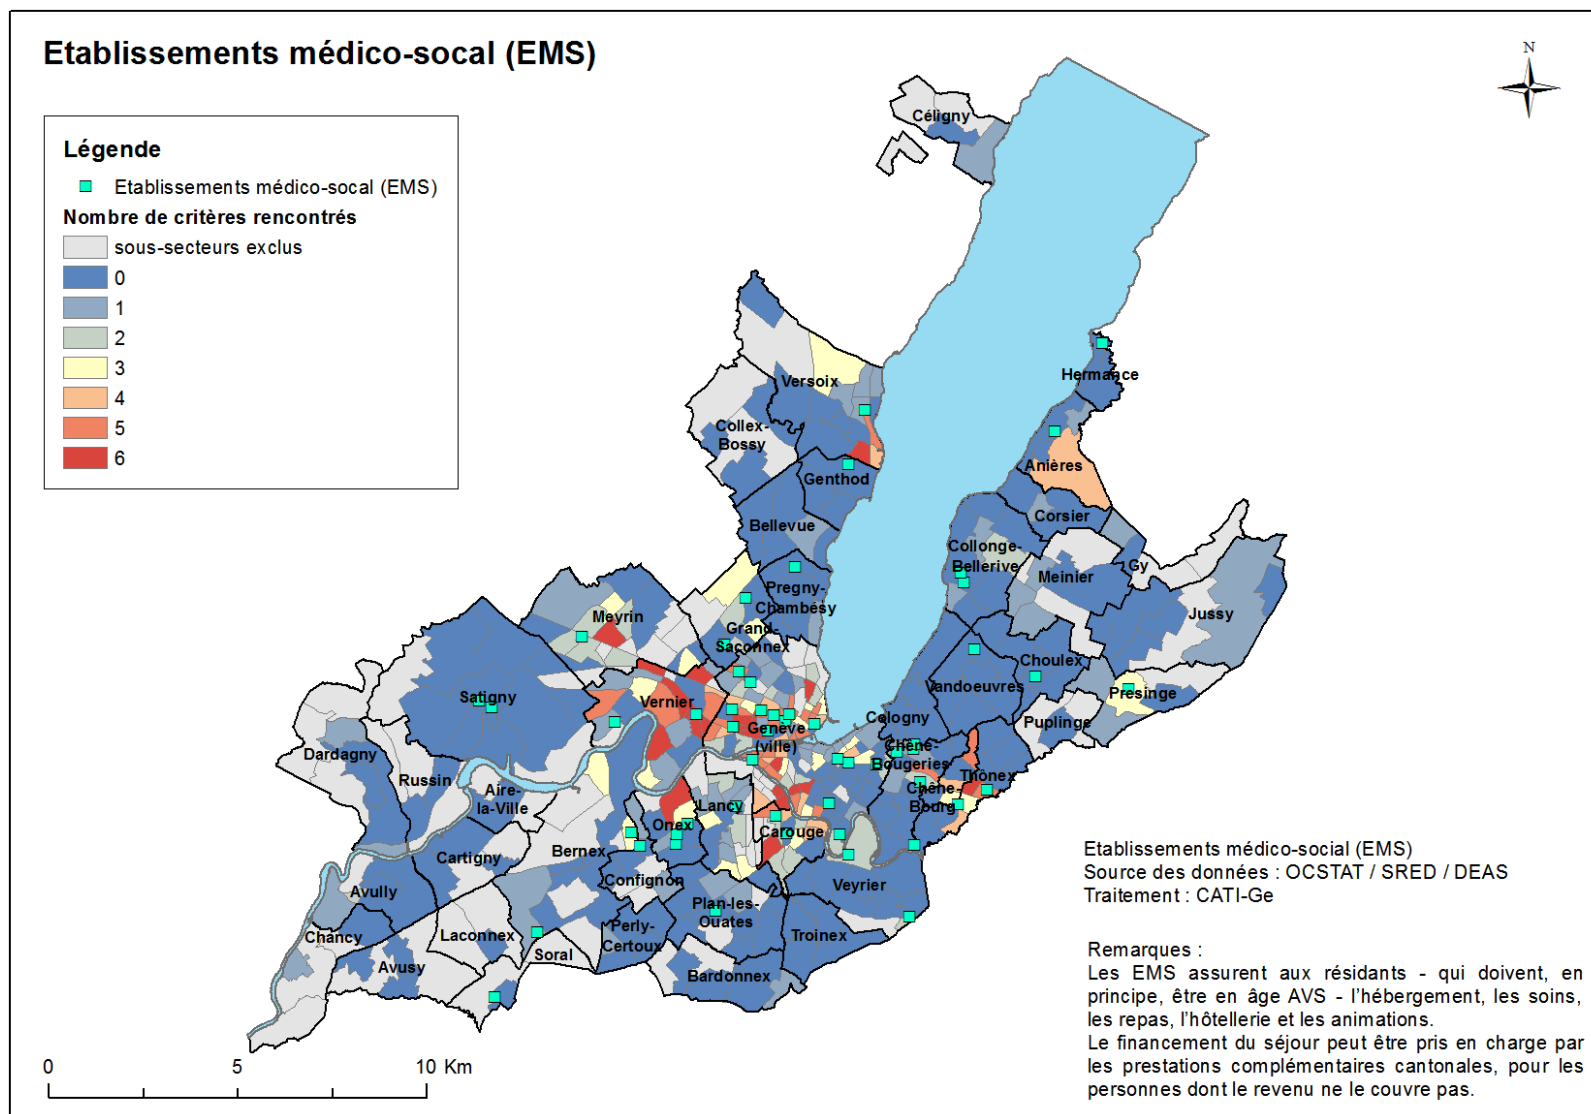 Etablissements médico-socal (EMS)
N
Légende
Etablissements médico-socal (EMS)
Nombre de critères rencontrés
sous-secteurs exclus
0
1
2
3
4
5
6
Céligny
Hermance
Versoix
Collex-
Bossy
Anières
Genthod
Corsier
Bellevue
Collonge-
Bellerive
Gy
Meinier
Pregny-
Chambésy
Jussy
Meyrin
Grand-
Saconnex
Choulex
Vandoeuvres
Presinge
Satigny
Vernier
Cologny
Puplinge
Genève
(ville)
Chêne-
Bougeries
Dardagny
Russin
Thônex
Aire-
la-Ville
Chêne-
Bourg
Lancy
Onex
Carouge
Bernex
Cartigny
Confignon
Veyrier
Avully
Plan-les-
Ouates
Perly-
Certoux
Troinex
Chancy
Laconnex
Soral
Avusy
Bardonnex
0
5
10 Km
Etablissements médico-social (EMS)
Source des données : OCSTAT / SRED / DEAS
Traitement : CATI-Ge
Remarques :
Les EMS assurent aux résidants - qui doivent, en
principe, être en âge AVS - l'hébergement, les soins,
les repas, l'hôtellerie et les animations.
Le financement du séjour peut être pris en charge par
les prestations complémentaires cantonales, pour les
personnes dont le revenu ne le couvre pas.